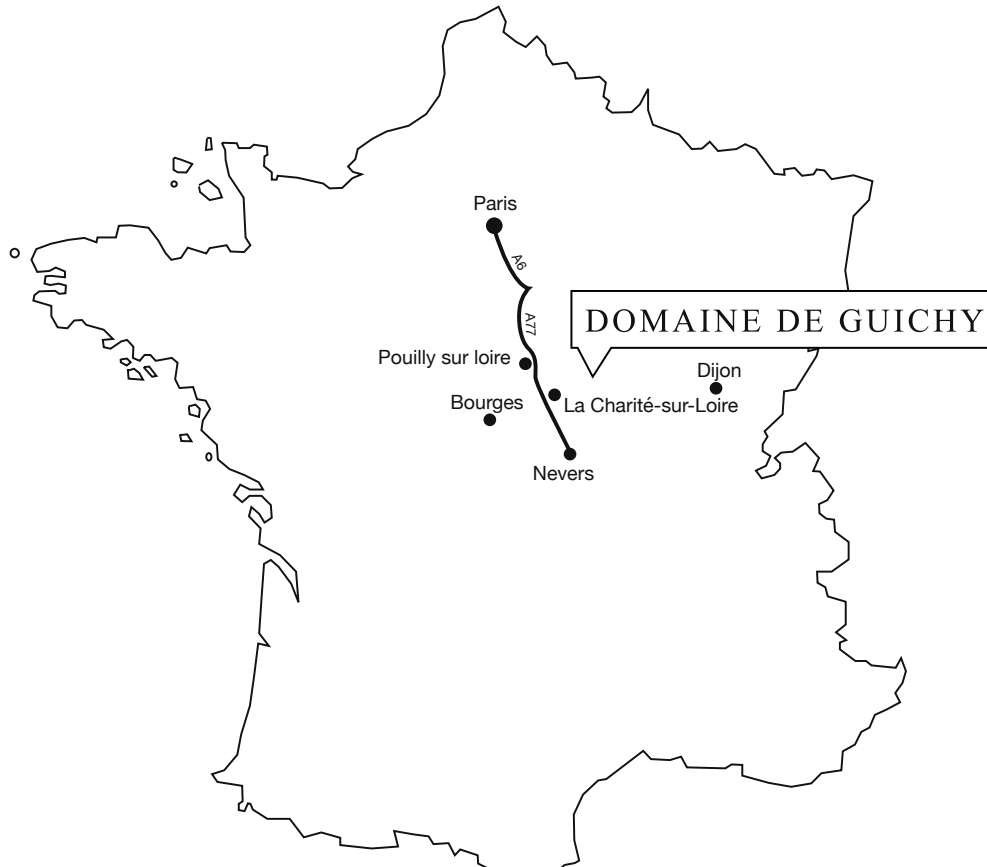 Paris
A6
A77
DOMAINE DE GUICHY
Pouilly sur loire
Dijon
Bourges
La Charité-sur-Loire
Nevers